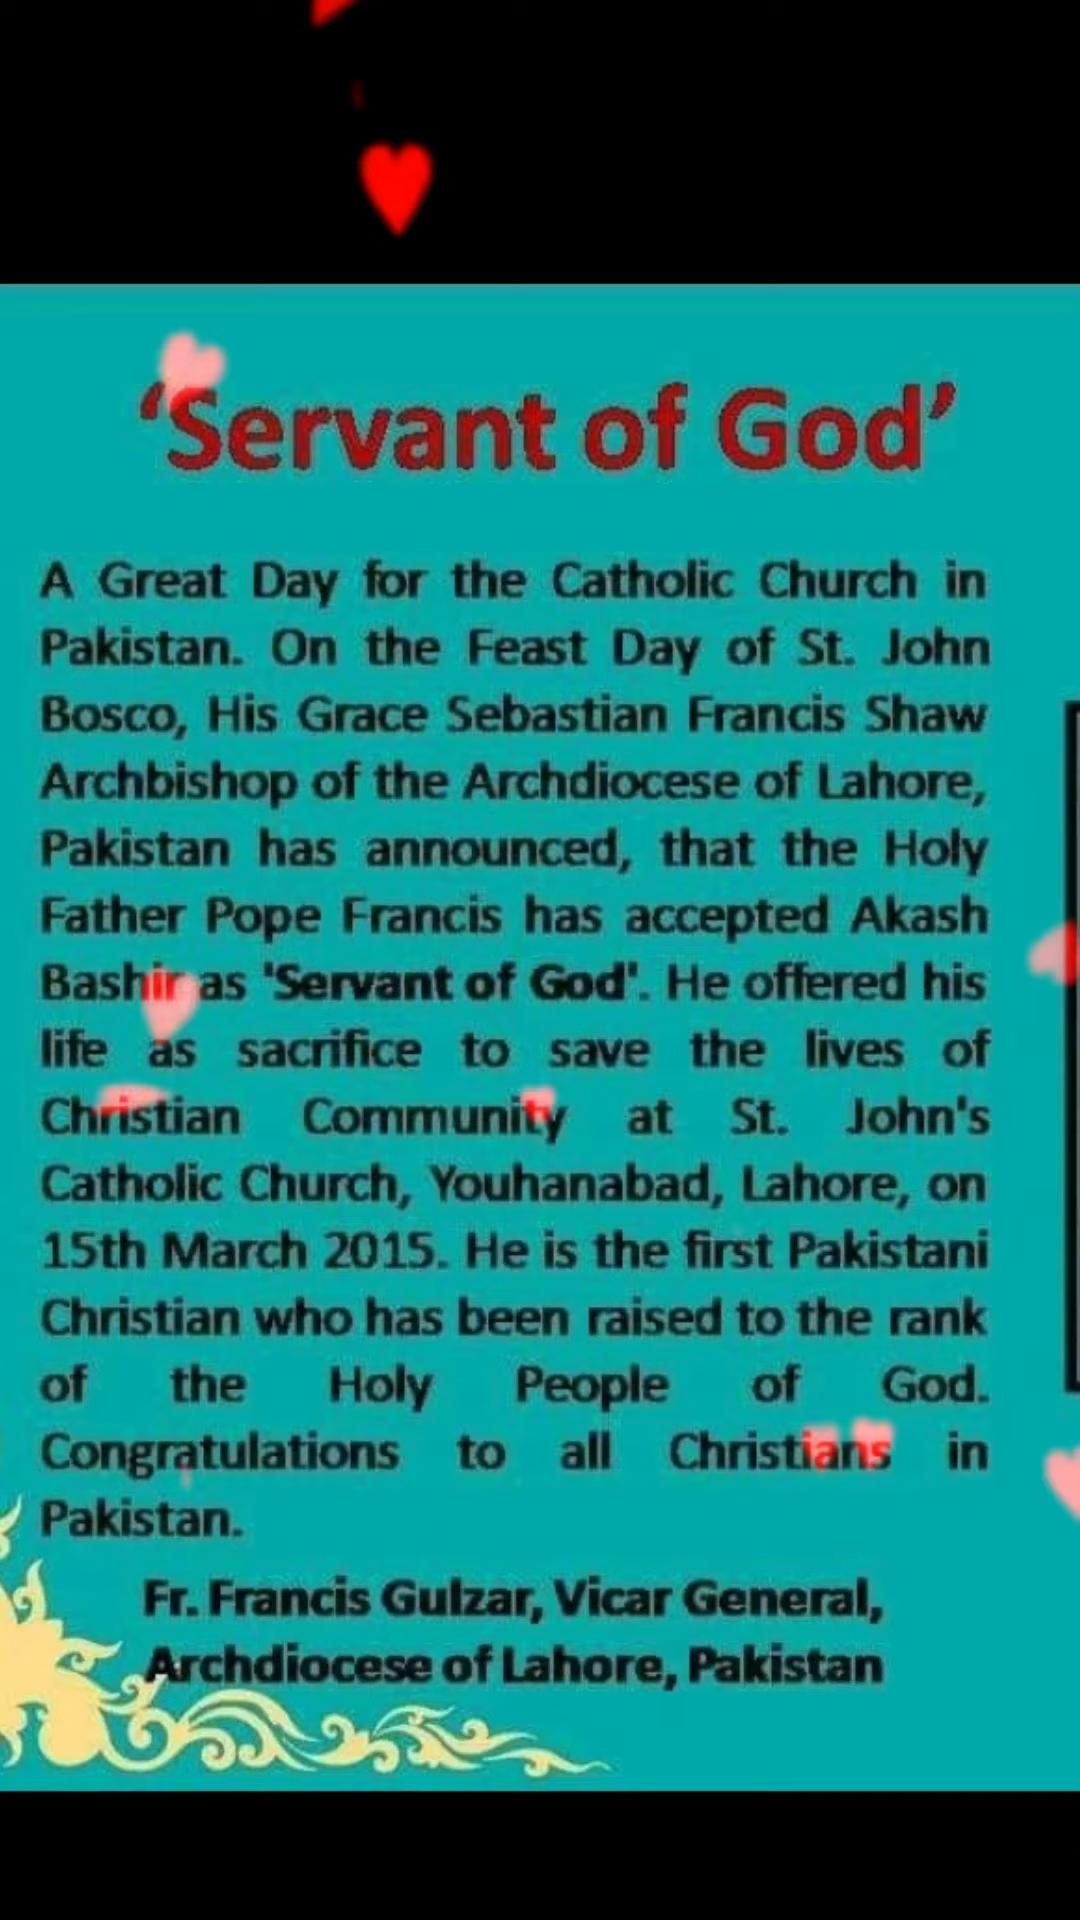 ‘Servant of God’
A Great Day for the Catholic Church in
Pakistan. On the Feast Day of St. John
Bosco, His Grace Sebastian Francis Shaw
Archbishop of the Archdiocese of Lahore,
Pakistan has announced, that the Holy
Father Pope Francis has accepted Akash
Bashir as 'Servant of God'. He offered his
life as sacrifice to save the lives of
Christian Community at St. John's
Catholic Church, Youhanabad, Lahore, on
15th March 2015. He is the first Pakistani
Christian who has been raised to the rank
of the Holy People of God.
Congratulations to all Christians in
Pakistan.
Fr. Francis Gulzar, Vicar General,
Archdiocese of Lahore, Pakistan